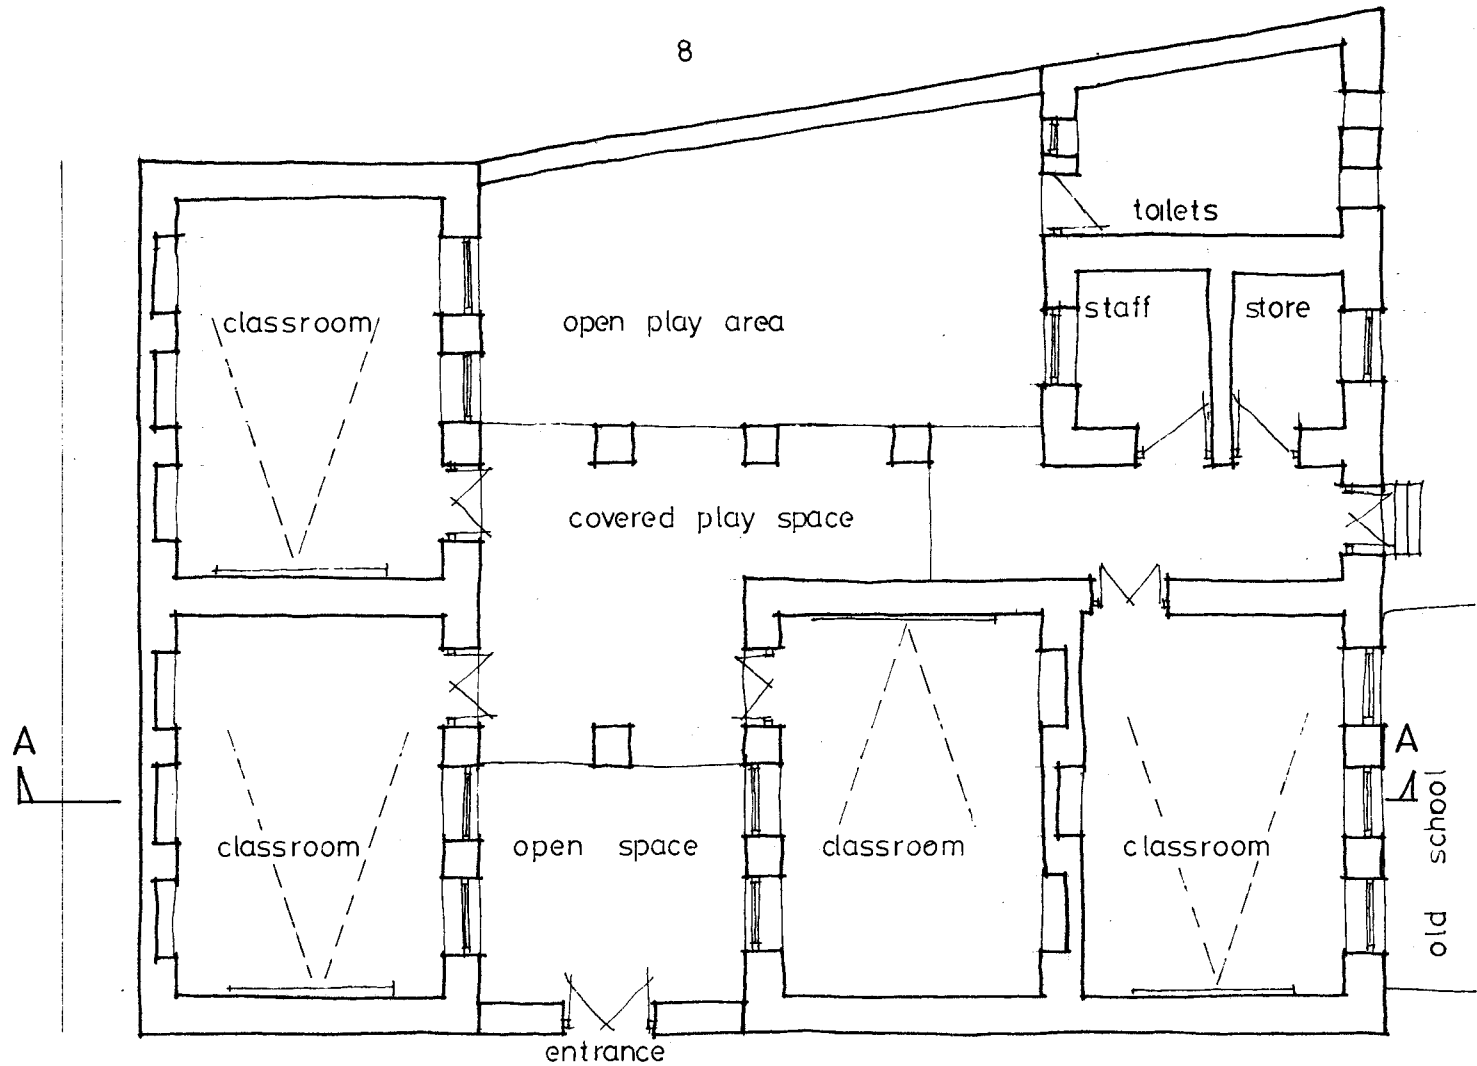 8
toilets
classroom
open play area
staff
store
covered play space
A
A
classroom
open space
classroom
classroom
old school
entrance